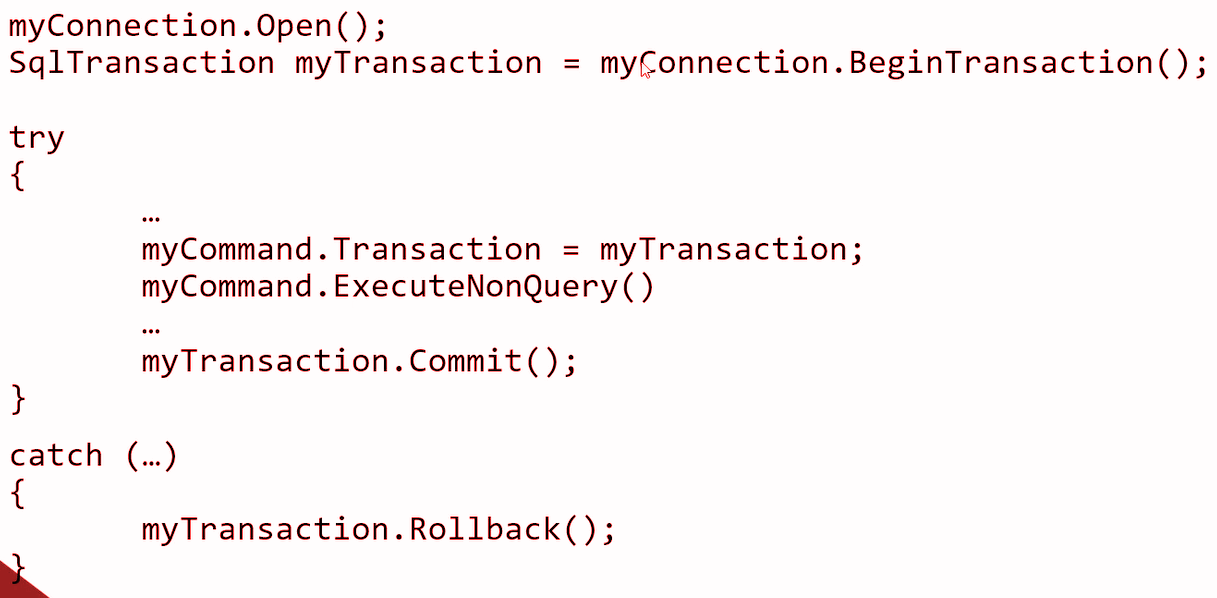 myConnection.Open();
SqlTransaction myTransaction = myConnection.BeginTransaction();
try
{
…
myCommand.Transaction = myTransaction;
myCommand.ExecuteNonQuery()
…
myTransaction.Commit();
}
catch (…)
{
myTransaction.Rollback();
}